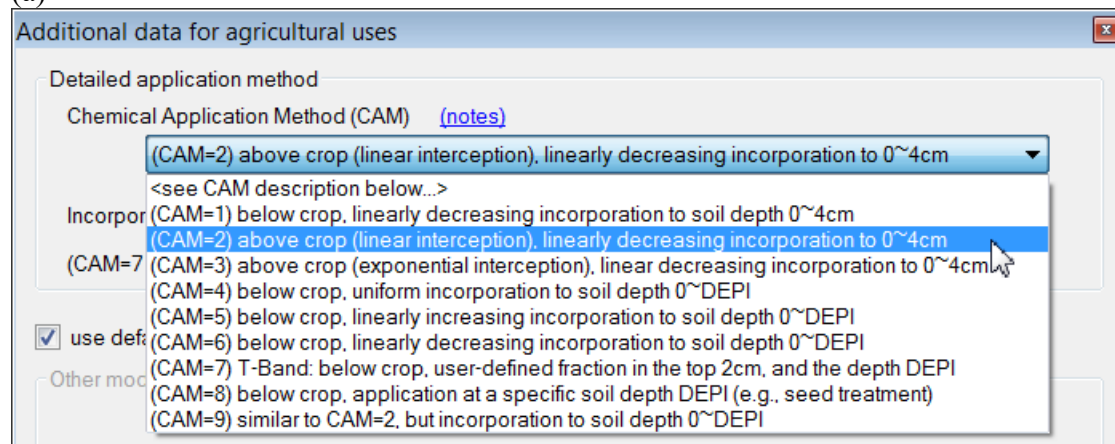 (a)
Additional data for agricultural uses
x
Detailed application method
Chemical Application Method (CAM) (notes)
(CAM=2) above crop (linear interception), linearly decreasing incorporation to 0~4cm
<see CAM description below...>
Incorpor
(CAM=1) below crop, linearly decreasing incorporation to soil depth 0~4cm
(CAM=2) above crop (linear interception), linearly decreasing incorporation to 0~4cm
(CAM=7
(CAM=3) above crop (exponential interception), linear decreasing incorporation to 0~4cm
(CAM=4) below crop, uniform incorporation to soil depth 0~DEPI
(CAM=5) below crop, linearly increasing incorporation to soil depth 0~DEPI
use defa
(CAM=6) below crop, linearly decreasing incorporation to soil depth 0~DEPI
(CAM=7) T-Band: below crop, user-defined fraction in the top 2cm, and the depth DEPI
Other mod
(CAM=8) below crop, application at a specific soil depth DEPI (e.g., seed treatment)
(CAM=9) similar to CAM=2, but incorporation to soil depth 0~DEPI